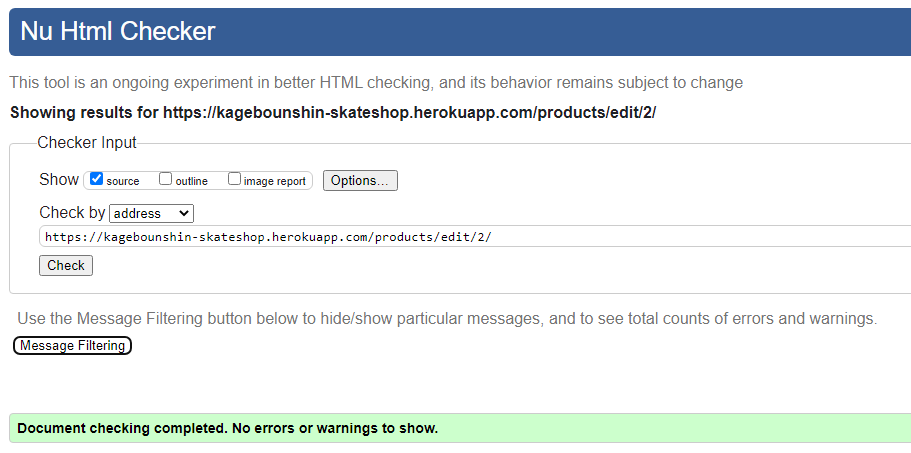 Nu Html Checker
This tool is an ongoing experiment in better HTML checking, and its behavior remains subject to change
Showing results for https://kagebounshin-skateshop.herokuapp.com/products/edit/2/
Checker Input
Show source outline image report Options...
Check by address
https://kagebounshin-skateshop.herokuapp.com/products/edit/2/
Check
Use the Message Filtering button below to hide/show particular messages, and to see total counts of errors and warnings.
Message Filtering
Document checking completed. No errors or warnings to show.